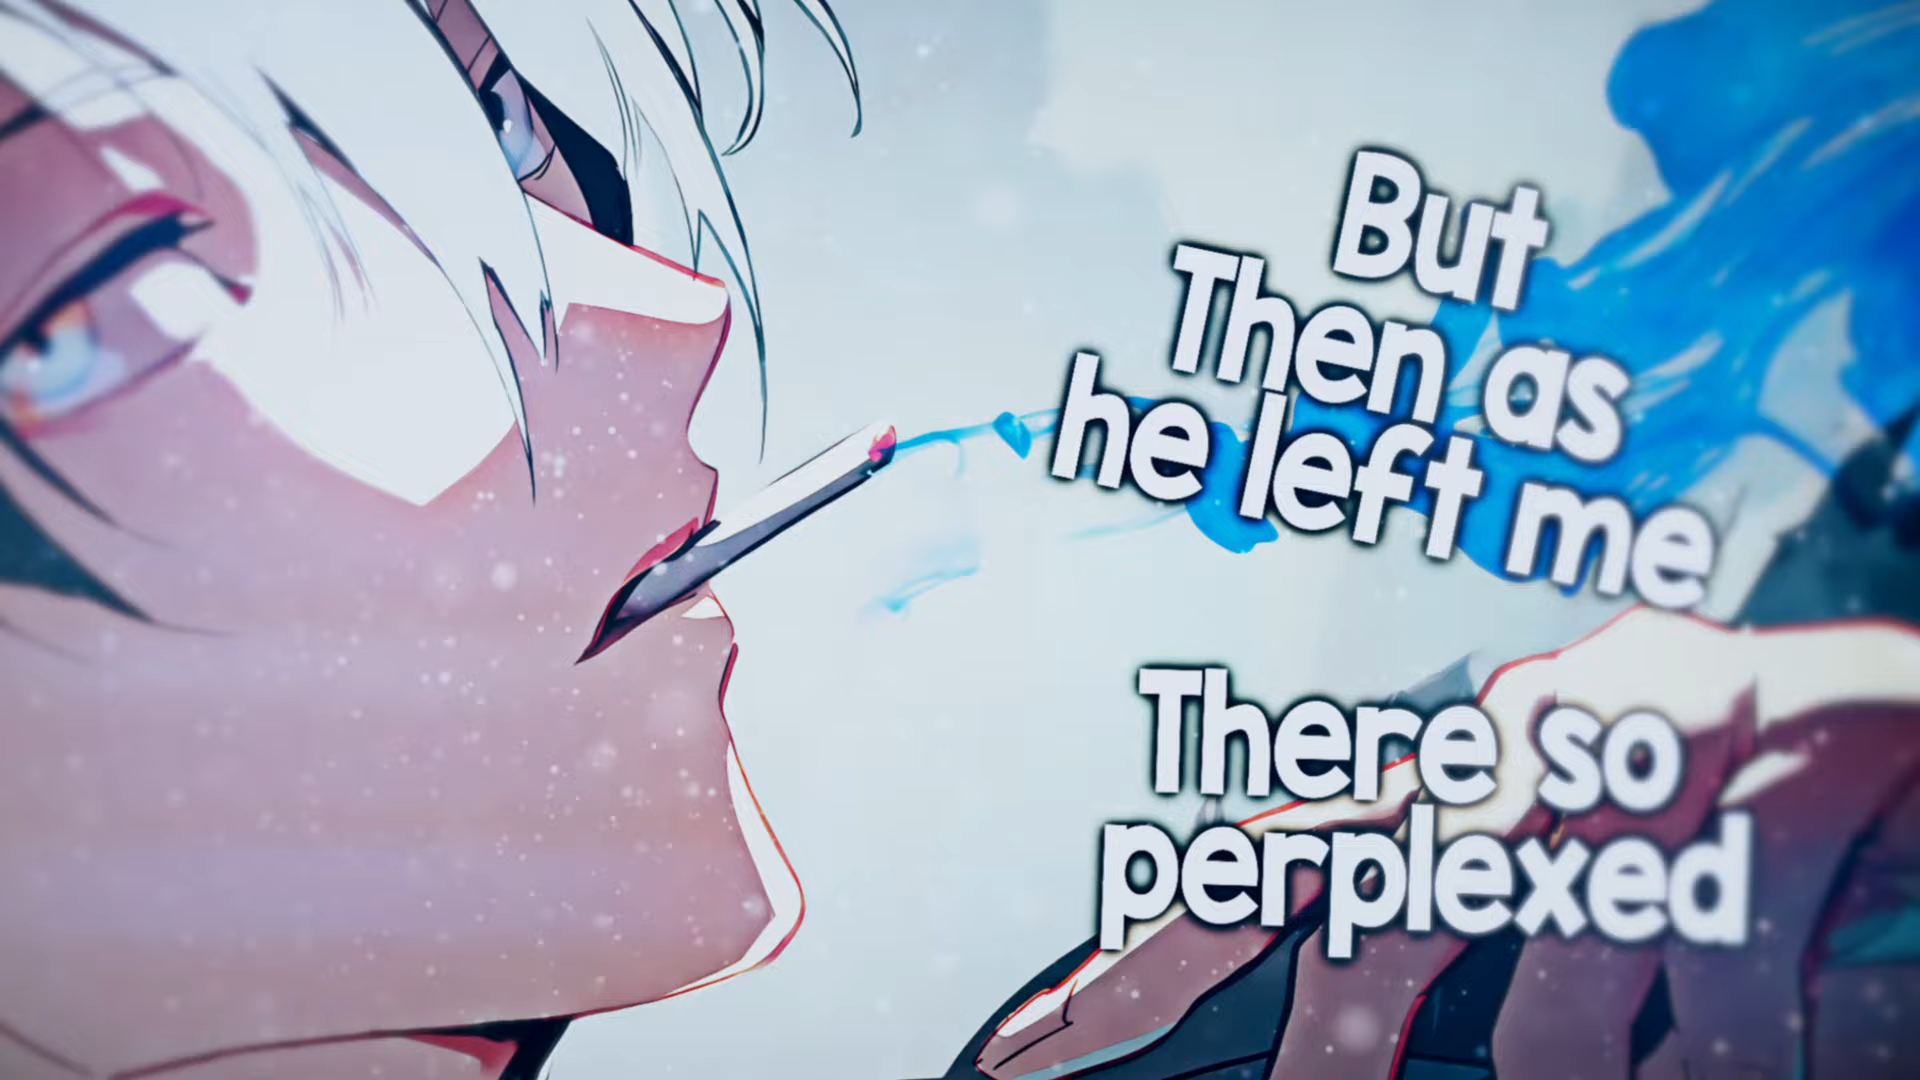 But
Then as
he left me
There so
perplexed